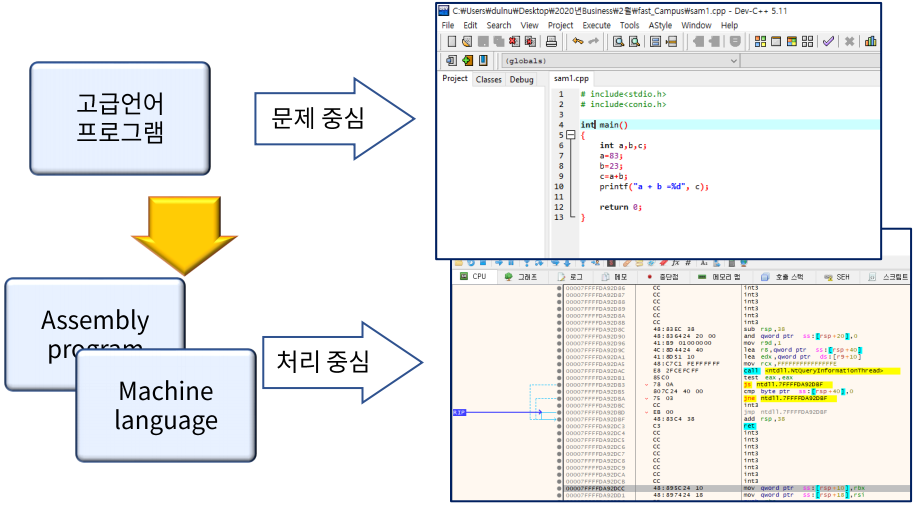 고급언어
프로그램
문제 중심
Assembly
program
Machine
language
처리 중심
C:₩Users₩dulnu₩Desktop₩2020년Business₩2월₩fast_Campus₩sam1.cpp - Dev-C++ 5.11
File Edit Search View Project Execute Tools AStyle Window Help
(globals)
Project Classes Debug sam1.cpp
1 # include<stdio.h>
2 # include<conio.h>
3
4 int main()
5 {
6 int a,b,c;
7 a=83;
8 b=23;
9 c=a+b;
10 printf("a + b =%d", c);
11
12 return 0;
13 }
CPU 그래프 로그 메모 중단점 메모리 맵 호출 스택 SEH 스크립트
00007FFFFDA92D86 CC int3
00007FFFFDA92D87 CC int3
00007FFFFDA92D88 CC int3
00007FFFFDA92D89 CC int3
00007FFFFDA92D8A CC int3
00007FFFFDA92D8B CC int3
00007FFFFDA92D8C 48:83EC 38 sub rsp,38
00007FFFFDA92D90 48:836424 20 00 and qword ptr ss:[rsp+20],0
00007FFFFDA92D96 41:B9 01000000 mov r9d,1
00007FFFFDA92D9C 4C:8D4424 40 lea r8,qword ptr ss:[rsp+40]
00007FFFFDA92DA1 41:8D51 10 lea edx,qword ptr ds:[r9+10]
00007FFFFDA92DA5 48:C7C1 FEFFFFFF mov rcx,FFFFFFFFFFFFFFFE
00007FFFFDA92DAC E8 2FCEFCFF call <ntdll.NtQueryInformationThread>
00007FFFFDA92DB1 85C0 test eax,eax
00007FFFFDA92DB3 78 0A js ntdll.7FFFFDA92DBF
00007FFFFDA92DB5 807C24 40 00 cmp byte ptr ss:[rsp+40],0
00007FFFFDA92DBA 75 03 jne ntdll.7FFFFDA92DBF
00007FFFFDA92DBC CC int3
RIP 00007FFFFDA92DBD EB 00 jmp ntdll.7FFFFDA92DBF
00007FFFFDA92DBF 48:83C4 38 add rsp,38
00007FFFFDA92DC3 C3 ret
00007FFFFDA92DC4 CC int3
00007FFFFDA92DC5 CC int3
00007FFFFDA92DC6 CC int3
00007FFFFDA92DC7 CC int3
00007FFFFDA92DC8 CC int3
00007FFFFDA92DC9 CC int3
00007FFFFDA92DCA CC int3
00007FFFFDA92DCB CC int3
00007FFFFDA92DCC 48:895C24 10 mov qword ptr ss:[rsp+10],rbx
00007FFFFDA92DD1 48:897424 18 mov qword ptr ss:[rsp+18],rsi